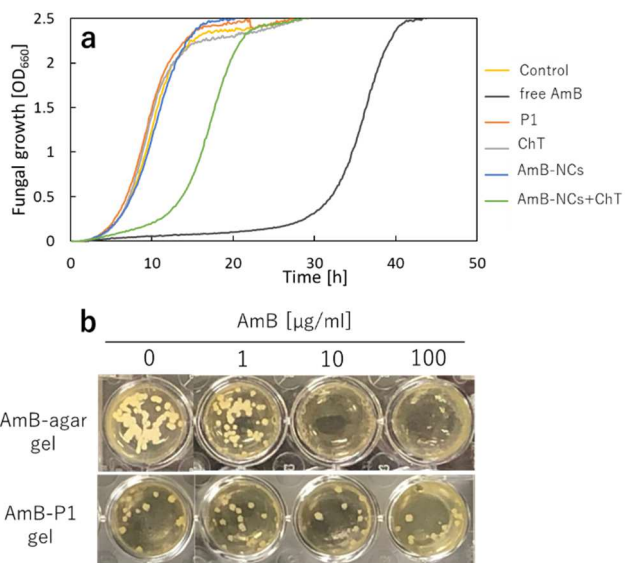 a
2.5
2
1.5
1
0.5
0
Fungal growth [OD660]
0 10 20 30 40 50
Time [h]
Control
free AmB
P1
ChT
AmB-NCs
AmB-NCs+ChT
b
AmB [μg/ml]
0 1 10 100
AmB-agar
gel
AmB-P1
gel